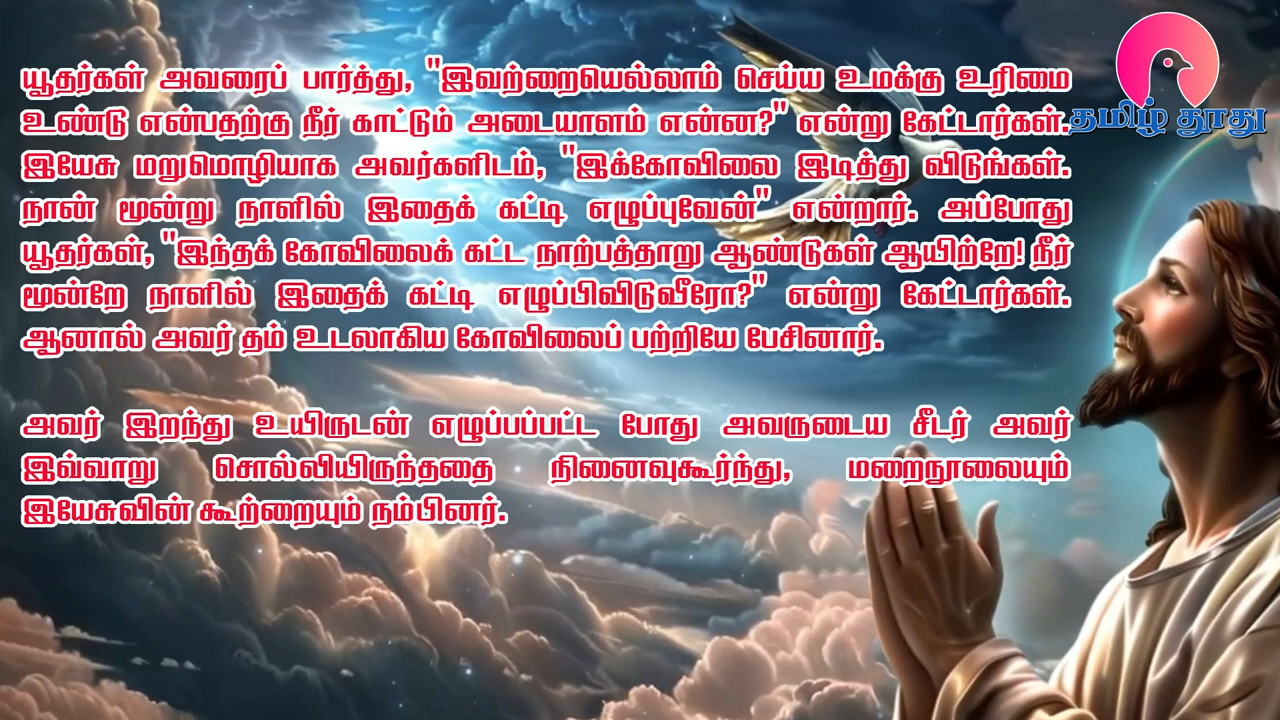 யூதர்கள் அவரைப் பார்த்து, "இவற்றையெல்லாம் செய்ய உமக்கு உரிமை
உண்டு என்பதற்கு நீர் காட்டும் அடையாளம் என்ன?" என்று கேட்டார்கள்.
இயேசு மறுமொழியாக அவர்களிடம், "இக்கோவிலை இடித்து விடுங்கள்.
நான் மூன்று நாளில் இதைக் கட்டி எழுப்புவேன்" என்றார். அப்போது
யூதர்கள், "இந்தக் கோவிலைக் கட்ட நாற்பத்தாறு ஆண்டுகள் ஆயிற்றே! நீர்
மூன்றே நாளில் இதைக் கட்டி எழுப்பிவிடுவீரோ?" என்று கேட்டார்கள்.
ஆனால் அவர் தம் உடலாகிய கோவிலைப் பற்றியே பேசினார்.
அவர் இறந்து உயிருடன் எழுப்பப்பட்ட போது அவருடைய சீடர் அவர்
இவ்வாறு சொல்லியிருந்ததை நினைவுகூர்ந்து, மறைநூலையும்
இயேசுவின் கூற்றையும் நம்பினர்.
தமிழ் தூது